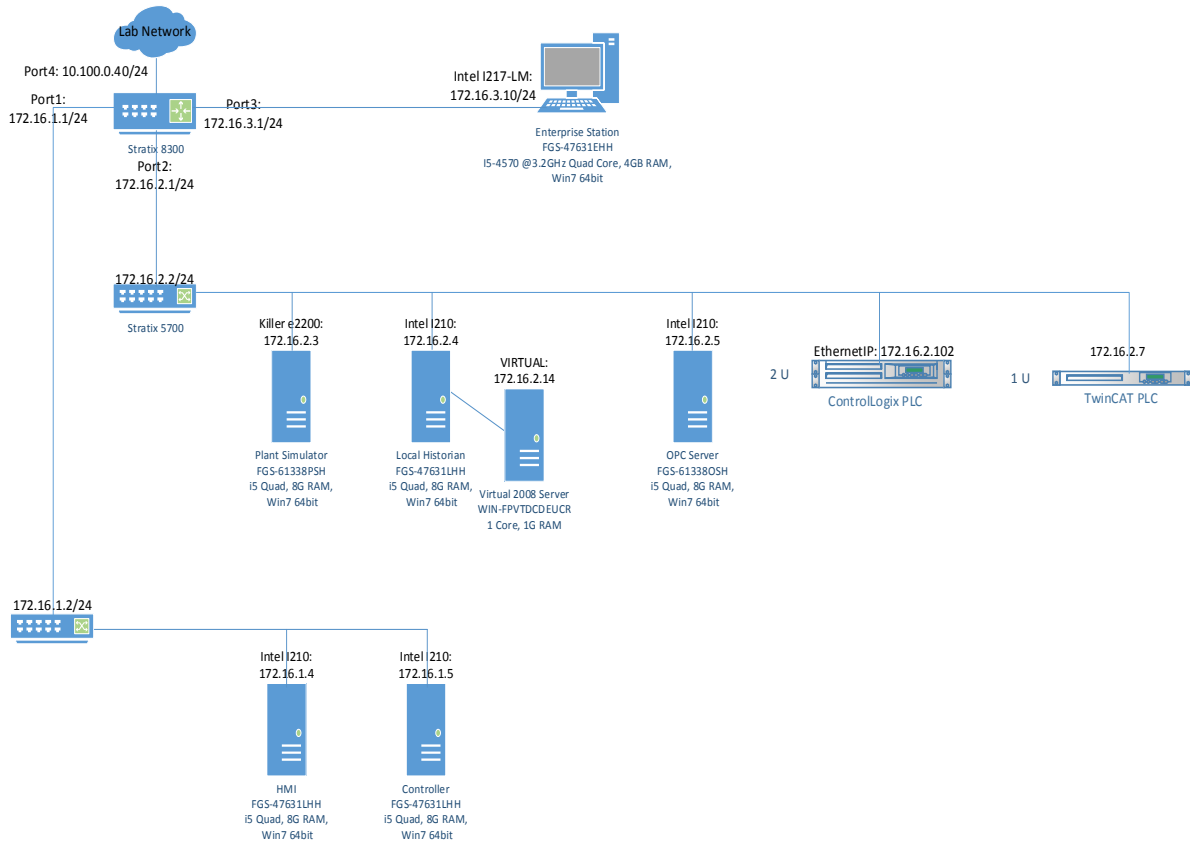 Lab Network
Port4: 10.100.0.40/24
Port1:
172.16.1.1/24
Port3:
172.16.3.1/24
Stratix 8300
Port2:
172.16.2.1/24
Intel I217-LM:
172.16.3.10/24
Enterprise Station
FGS-47631EHH
I5-4570 @3.2GHz Quad Core, 4GB RAM,
Win7 64bit
172.16.2.2/24
Stratix 5700
Killer e2200:
172.16.2.3
Plant Simulator
FGS-61338PSH
i5 Quad, 8G RAM,
Win7 64bit
Intel I210:
172.16.2.4
Local Historian
FGS-47631LHH
i5 Quad, 8G RAM,
Win7 64bit
VIRTUAL:
172.16.2.14
Virtual 2008 Server
WIN-FPVTDCDEUCR
1 Core, 1G RAM
Intel I210:
172.16.2.5
OPC Server
FGS-61338OSH
i5 Quad, 8G RAM,
Win7 64bit
EthernetIP: 172.16.2.102
2 U
ControlLogix PLC
172.16.2.7
1 U
TwinCAT PLC
172.16.1.2/24
Intel I210:
172.16.1.4
HMI
FGS-47631LHH
i5 Quad, 8G RAM,
Win7 64bit
Intel I210:
172.16.1.5
Controller
FGS-47631LHH
i5 Quad, 8G RAM,
Win7 64bit